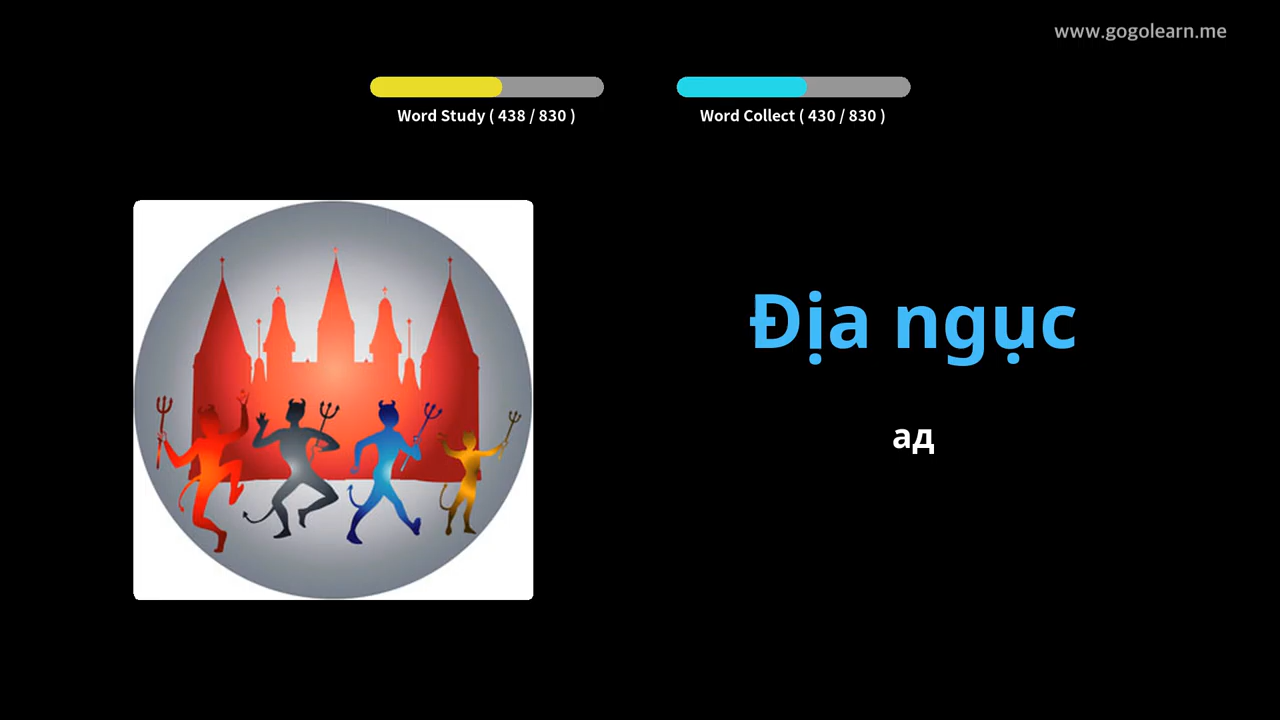 www.gogolearn.me
Word Study ( 438 / 830 )
Word Collect ( 430 / 830 )
Địa ngục
ад